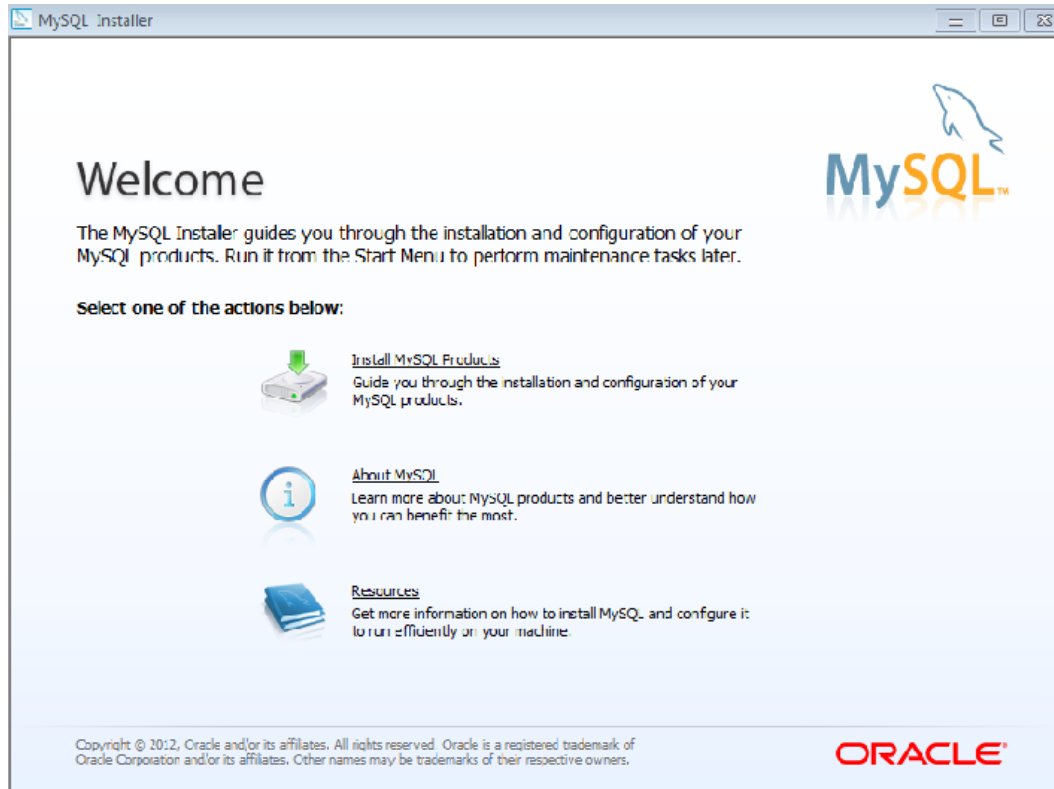 MySQL Installer
MySQL™
Welcome
The MySQL Installer guides you through the installation and configuration of your
MySQL products. Run it from the Start Menu to perform maintenance tasks later.
Select one of the actions below:
Install MySQL Products
Guide you through the installation and configuration of your
MySQL products.
About MySQL
Learn more about MySQL products and better understand how
you can benefit the most.
Resources
Get more information on how to install MySQL and configure it
to run efficiently on your machine.
Copyright © 2012, Oracle and/or its affiliates. All rights reserved. Oracle is a registered trademark of
Oracle Corporation and/or its affiliates. Other names may be trademarks of their respective owners.
ORACLE®